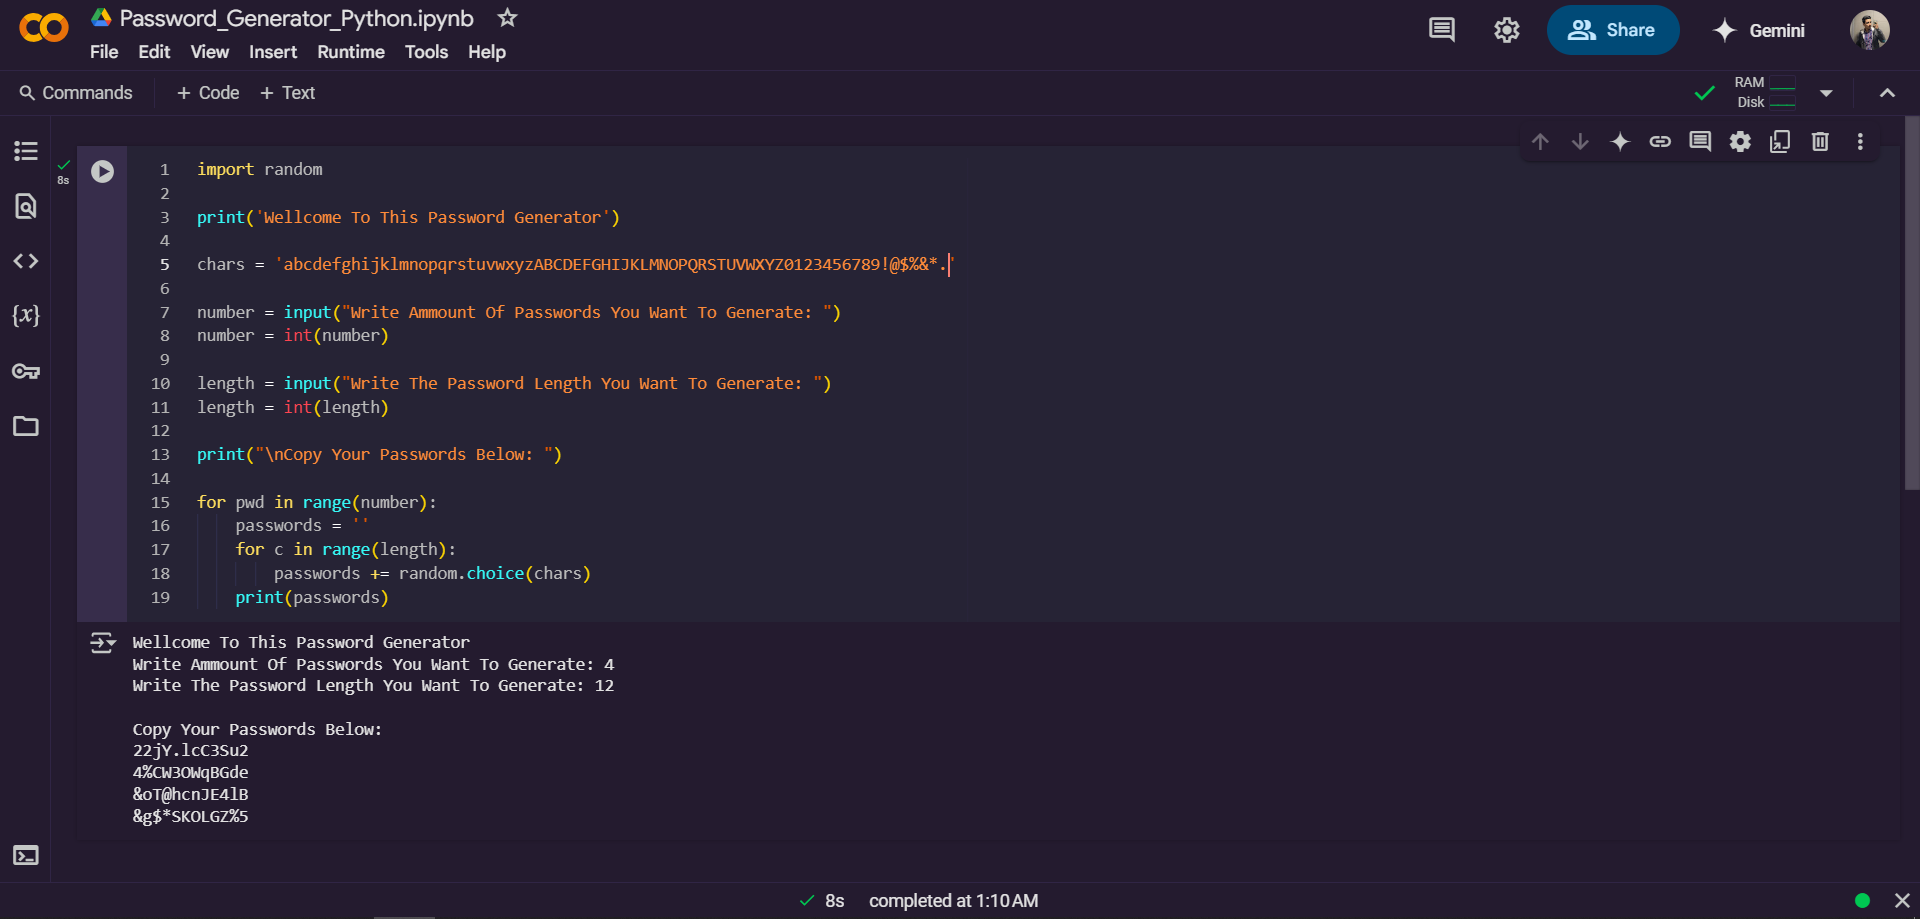 Password_Generator_Python.ipynb
File Edit View Insert Runtime Tools Help
Share
Gemini
Commands
+ Code + Text
RAM
Disk
8s
1 import random
2
3 print('Wellcome To This Password Generator')
4
5 chars = 'abcdefghijklmnopqrstuvwxyzABCDEFGHIJKLMNOPQRSTUVWXYZ0123456789!@$%&*.'
6
7 number = input("Write Ammount Of Passwords You Want To Generate: ")
8 number = int(number)
9
10 length = input("Write The Password Length You Want To Generate: ")
11 length = int(length)
12
13 print("\nCopy Your Passwords Below: ")
14
15 for pwd in range(number):
16     passwords = ''
17     for c in range(length):
18         passwords += random.choice(chars)
19     print(passwords)
Wellcome To This Password Generator
Write Ammount Of Passwords You Want To Generate: 4
Write The Password Length You Want To Generate: 12
Copy Your Passwords Below:
22jY.lcC3Su2
4%CW3OWqBGde
&oT@hcnJE4lB
&g$*SKOLGZ%5
8s completed at 1:10 AM